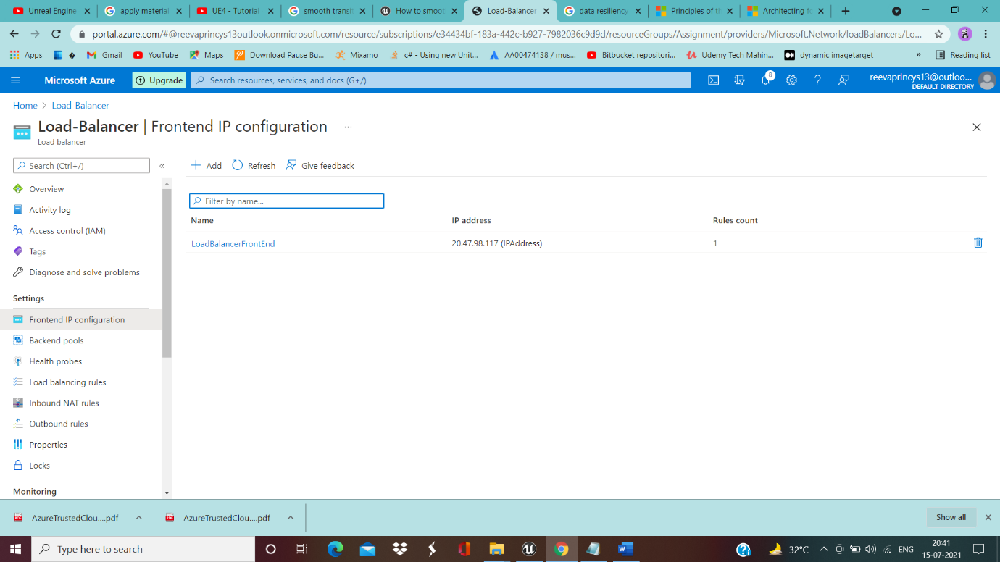 Unreal Engine
apply material
UE4 - Tutorial
smooth transit
How to smoot
Load-Balancer
data resiliency
Principles of th
Architecting fo
portal.azure.com/#@reevaprincys13outlook.onmicrosoft.com/resource/subscriptions/e34434bf-183a-442c-b927-7982036c9d9d/resourceGroups/Assignment/providers/Microsoft.Network/loadBalancers/Lo...
Apps
Gmail
YouTube
Maps
Download Pause Bu...
Mixamo
c# - Using new Unit...
AA00474138 / mus...
Bitbucket repositori...
Udemy Tech Mahin...
dynamic imagetarget
»
Reading list
Microsoft Azure
Upgrade
Search resources, services, and docs (G+/)
8
reevaprincys13@outloo...
DEFAULT DIRECTORY
Home > Load-Balancer
Load-Balancer | Frontend IP configuration ...
Load balancer
Search (Ctrl+/)
«
Add
Refresh
Give feedback
Overview
Activity log
Access control (IAM)
Tags
Diagnose and solve problems
Settings
Frontend IP configuration
Backend pools
Health probes
Load balancing rules
Inbound NAT rules
Outbound rules
Properties
Locks
Monitoring
Filter by name...
Name IP address Rules count
LoadBalancerFrontEnd 20.47.98.117 (IPAddress) 1
AzureTrustedClou....pdf
AzureTrustedClou....pdf
Show all
Type here to search
32°C
ENG
20:41
15-07-2021